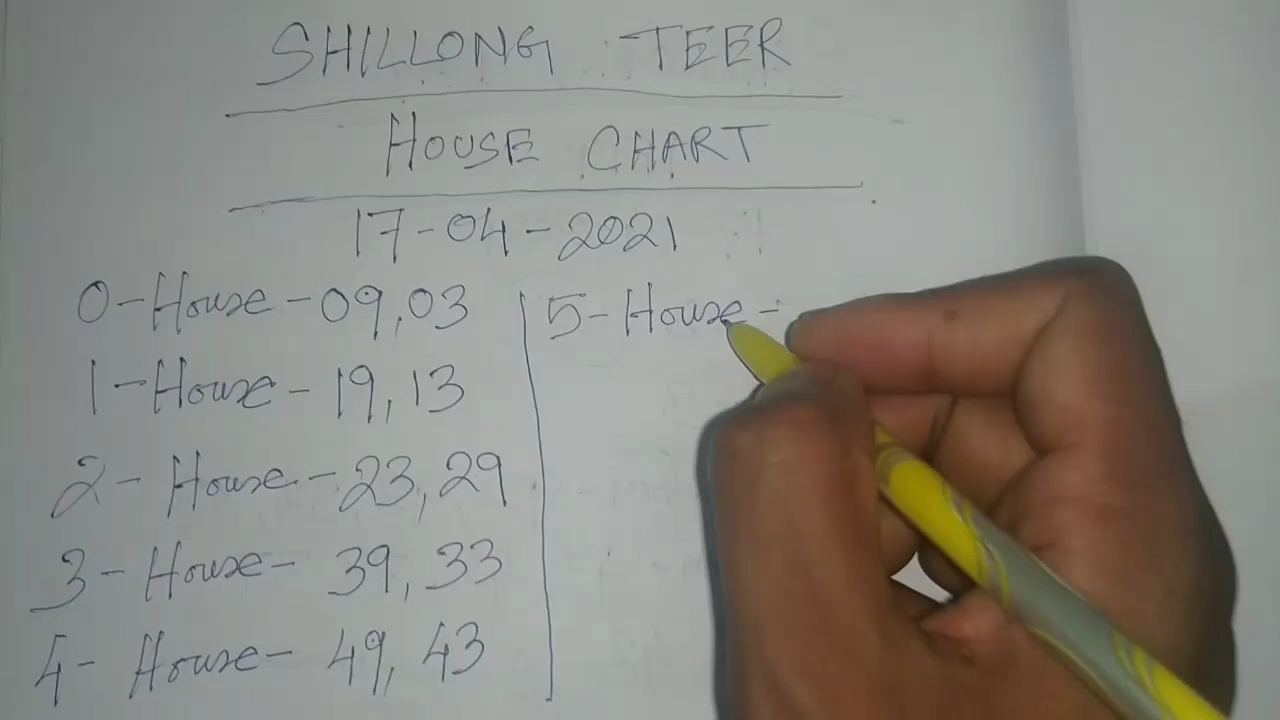 SHILLONG TEER
HOUSE CHART
17-04-2021
0-House-09,03
1-House-19,13
2-House-23,29
3-House-39,33
4-House-49,43
5-House-